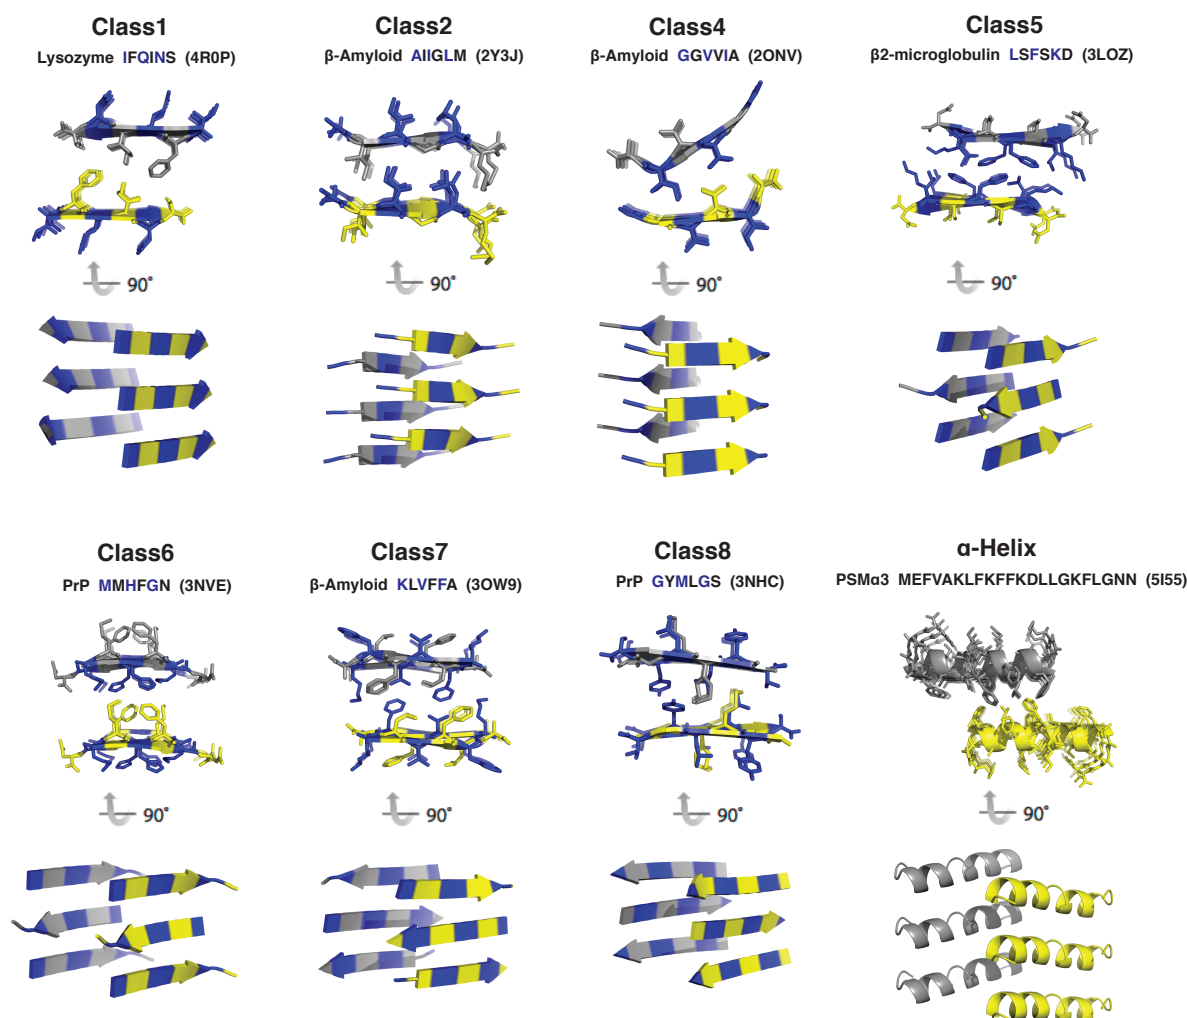 Class1
Lysozyme IFQINS (4R0P)
90°
Class2
β-Amyloid AIIGLM (2Y3J)
90°
Class4
β-Amyloid GGVVIA (2ONV)
90°
Class5
β2-microglobulin LSFSKD (3LOZ)
90°
Class6
PrP MMHFGN (3NVE)
90°
Class7
β-Amyloid KLVFFA (3OW9)
90°
Class8
PrP GYMLGS (3NHC)
90°
α-Helix
PSMα3 MEFVAKLFKFFKDLLGKFLGNN (5I55)
90°